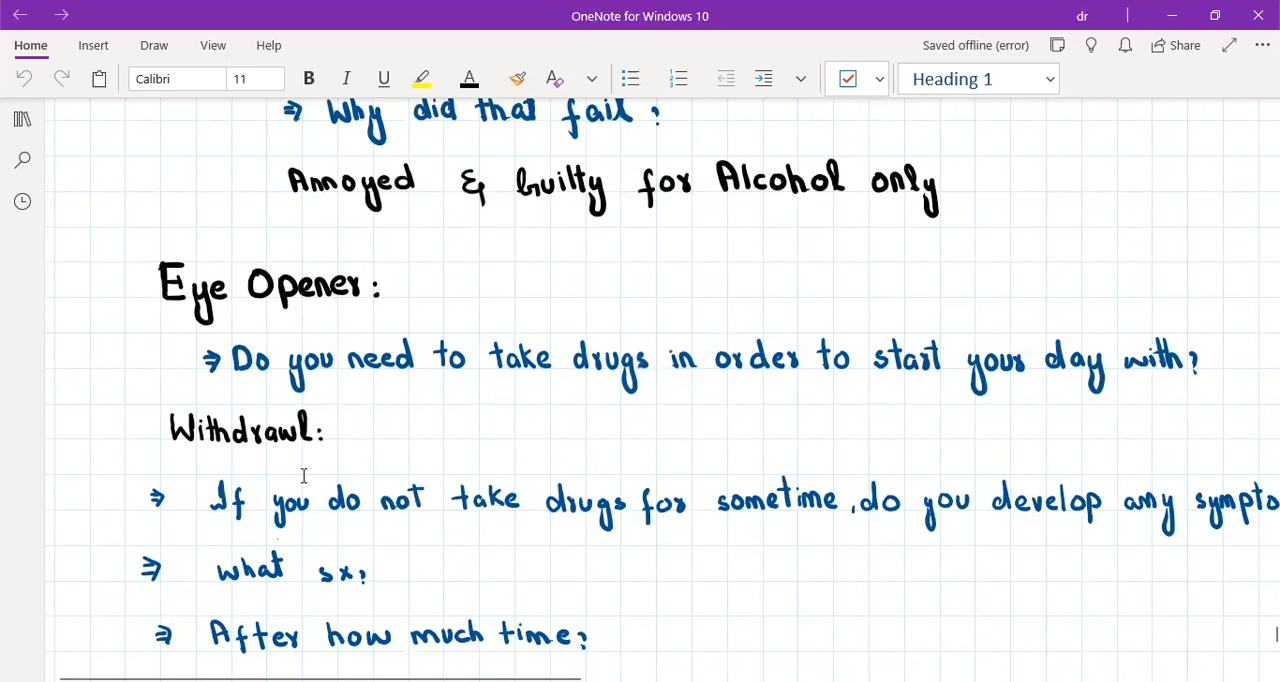 OneNote for Windows 10
dr
Home Insert Draw View Help
Saved offline (error)
Share
Calibri 11 B I U A
Heading 1
⇒ Why did that fail?
Annoyed & Guilty for Alcohol only
Eye Opener:
⇒ Do you need to take drugs in order to start your day with?
Withdrawl:
⇒ If you do not take drugs for sometime, do you develop any sympto
⇒ what sx?
⇒ After how much time?